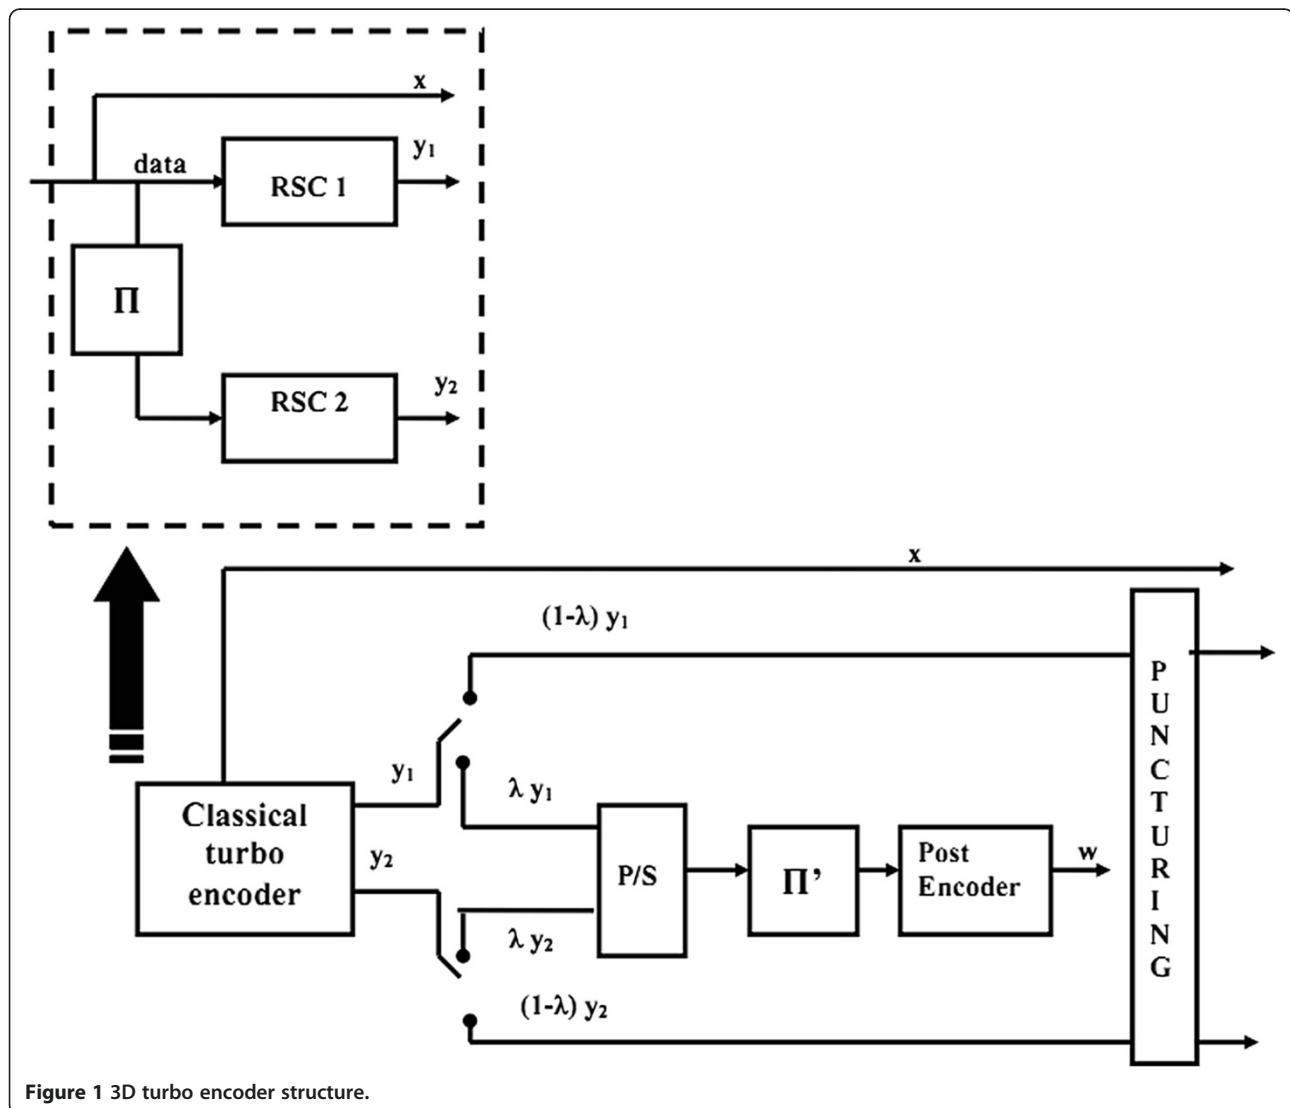 x
data
y₁
RSC 1
Π
y₂
RSC 2
x
(1-λ) y₁
y₁
λ y₁
Classical
turbo
encoder
y₂
P/S
Π’
Post
Encoder
w
λ y₂
(1-λ) y₂
PUNCTURING
Figure 1 3D turbo encoder structure.